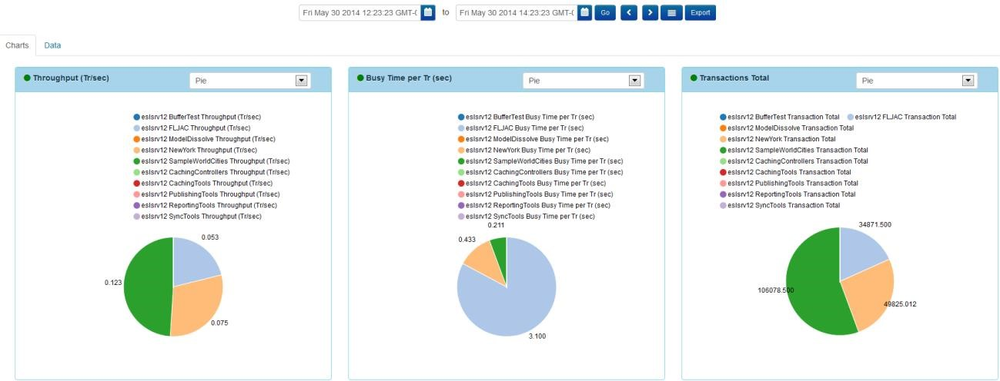 Fri May 30 2014 12:23:23 GMT-( to Fri May 30 2014 14:23:23 GMT-( Go Export
Charts Data
Throughput (Tr/sec) Pie
eslsrv12 BufferTest Throughput (Tr/sec)
eslsrv12 FLJAC Throughput (Tr/sec)
eslsrv12 ModelDissolve Throughput (Tr/sec)
eslsrv12 NewYork Throughput (Tr/sec)
eslsrv12 SampleWorldCities Throughput (Tr/sec)
eslsrv12 CachingControllers Throughput (Tr/sec)
eslsrv12 CachingTools Throughput (Tr/sec)
eslsrv12 PublishingTools Throughput (Tr/sec)
eslsrv12 ReportingTools Throughput (Tr/sec)
eslsrv12 SyncTools Throughput (Tr/sec)
0.053
0.123
0.075
Busy Time per Tr (sec) Pie
eslsrv12 BufferTest Busy Time per Tr (sec)
eslsrv12 FLJAC Busy Time per Tr (sec)
eslsrv12 ModelDissolve Busy Time per Tr (sec)
eslsrv12 NewYork Busy Time per Tr (sec)
eslsrv12 SampleWorldCities Busy Time per Tr (sec)
eslsrv12 CachingControllers Busy Time per Tr (sec)
eslsrv12 CachingTools Busy Time per Tr (sec)
eslsrv12 PublishingTools Busy Time per Tr (sec)
eslsrv12 ReportingTools Busy Time per Tr (sec)
eslsrv12 SyncTools Busy Time per Tr (sec)
0.211
0.433
3.100
Transactions Total Pie
eslsrv12 BufferTest Transaction Total eslsrv12 FLJAC Transaction Total
eslsrv12 ModelDissolve Transaction Total
eslsrv12 NewYork Transaction Total
eslsrv12 SampleWorldCities Transaction Total
eslsrv12 CachingControllers Transaction Total
eslsrv12 CachingTools Transaction Total
eslsrv12 PublishingTools Transaction Total
eslsrv12 ReportingTools Transaction Total
eslsrv12 SyncTools Transaction Total
34871.500
106078.500
49825.012